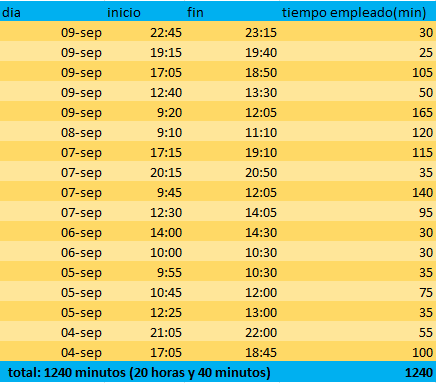 dia inicio fin tiempo empleado(min)
09-sep 22:45 23:15 30
09-sep 19:15 19:40 25
09-sep 17:05 18:50 105
09-sep 12:40 13:30 50
09-sep 9:20 12:05 165
08-sep 9:10 11:10 120
07-sep 17:15 19:10 115
07-sep 20:15 20:50 35
07-sep 9:45 12:05 140
07-sep 12:30 14:05 95
06-sep 14:00 14:30 30
06-sep 10:00 10:30 30
05-sep 9:55 10:30 35
05-sep 10:45 12:00 75
05-sep 12:25 13:00 35
04-sep 21:05 22:00 55
04-sep 17:05 18:45 100
total: 1240 minutos (20 horas y 40 minutos) 1240